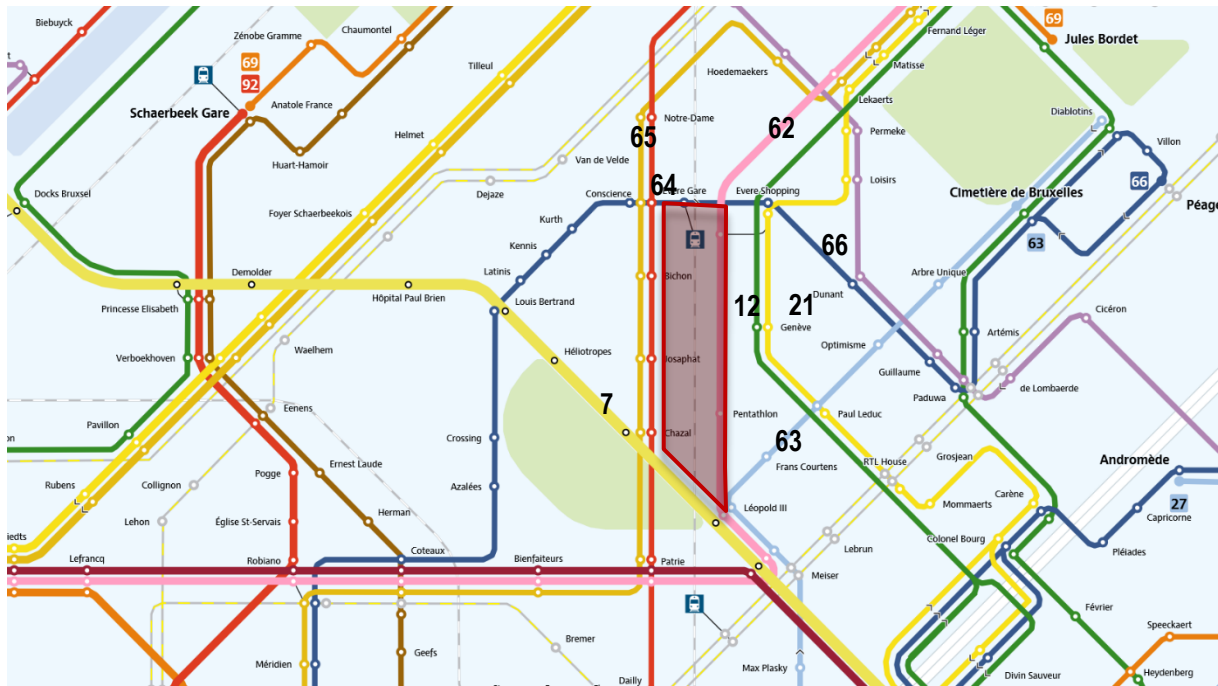 Biebuyck
Zénobe Gramme
Chaumontel
69
92
Schaerbeek Gare
Anatole France
Huart-Hamoir
Tilleul
Helmet
Van de Velde
Dejaze
Foyer Schaerbeekois
Docks Bruxsel
Demolder
Princesse Elisabeth
Hôpital Paul Brien
Verboekhoven
Waelhem
Eenens
Pavillon
Ernest Laude
Collignon
Pogge
Rubens
Lehon
Église St-Servais
Herman
Lefrancq
Robiano
Coteaux
Bienfaiteurs
Patrie
Méridien
Geefs
Bremer
Dailly
Conscience
Kurth
Kennis
Latinis
Louis Bertrand
Héliotropes
7
Crossing
Azalées
65
Notre-Dame
64
Evere Shopping
Bichon
Josaphat
Chazal
Pentathlon
Léopold III
62
Hoedemaekers
Fernand Léger
Matisse
Lekaerts
Permeke
Loisirs
69
Jules Bordet
Diablotins
Villon
66
Cimetière de Bruxelles
63
66
Arbre Unique
12
21
Dunant
Genève
Optimisme
Guillaume
Artémis
Cicéron
de Lombaerde
Paduwa
Paul Leduc
63
Frans Courtens
RTL House
Grosjean
Mommaerts
Carène
Colonel Bourg
Lebrun
Meiser
Max Plasky
Andromède
27
Capricorne
Pléiades
Février
Speeckaert
Heydenberg
Divin Sauveur